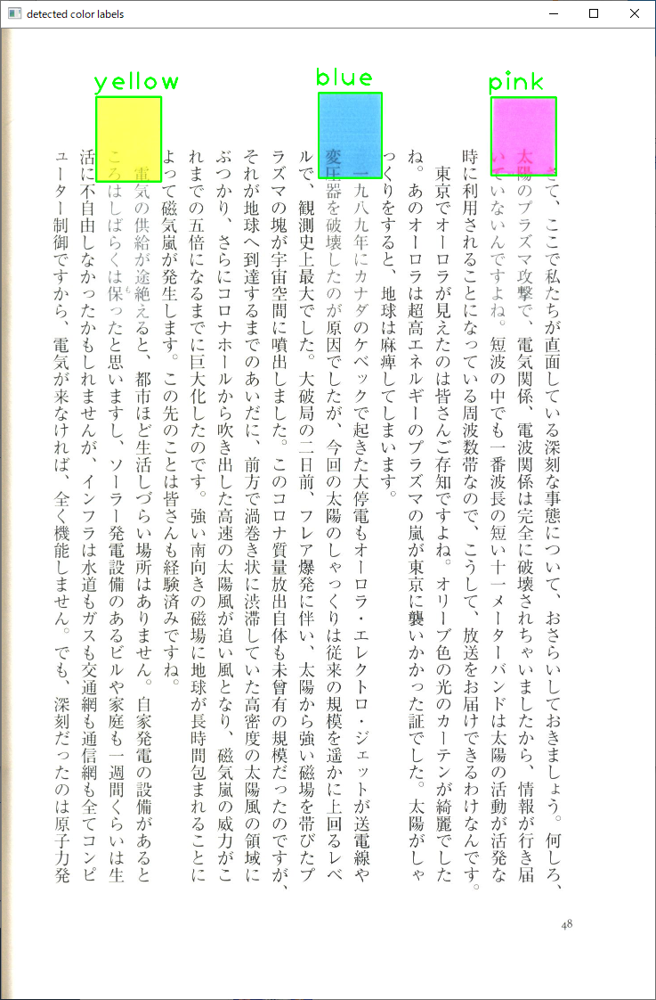 detected color labels
yellow
blue
pink
さて、ここで私たちが直面している深刻な事態について、おさらいしておきましょう。何しろ、
太陽のプラズマ攻撃で、電気関係、電波関係は完全に破壊されちゃいましたから、情報が行き届
いていないんですよね。短波の中でも一番波長の短い十一メーターバンドは太陽の活動が活発な
時に利用されることになっている周波数帯なので、こうして、放送をお届けできるわけなんです。
東京でオーロラが見えたのは皆さんご存知ですよね。オリーブ色の光のカーテンが綺麗でした
ね。あのオーロラは超高エネルギーのプラズマの嵐が東京に襲いかかった証でした。太陽がしゃ
っくりをすると、地球は麻痺してしまいます。
一九八九年にカナダのケベックで起きた大停電もオーロラ・エレクトロ・ジェットが送電線や
変圧器を破壊したのが原因でしたが、今回の太陽のしゃっくりは従来の規模を遥かに上回るレベ
ルで、観測史上最大でした。大破局の二日前、フレア爆発に伴い、太陽から強い磁場を帯びたプ
ラズマの塊が宇宙空間に噴出しました。このコロナ質量放出自体も未曾有の規模だったのですが、
それが地球へ到達するまでのあいだに、前方で渦巻き状に渋滞していた高密度の太陽風の領域に
ぶつかり、さらにコロナホールから吹き出した高速の太陽風が追い風となり、磁気嵐の威力がこ
れまでの五倍になるまでに巨大化したのです。強い南向きの磁場に地球が長時間包まれることに
よって磁気嵐が発生します。この先のことは皆さんも経験済みですね。
電気の供給が途絶えると、都市ほど生活しづらい場所はありません。自家発電の設備があると
ころはしばらくは保ったと思いますし、ソーラー発電設備のあるビルや家庭も一週間くらいは生
も
活に不自由しなかったかもしれませんが、インフラは水道もガスも交通網も通信網も全てコンピ
ューター制御ですから、電気が来なければ、全く機能しません。でも、深刻だったのは原子力発
48